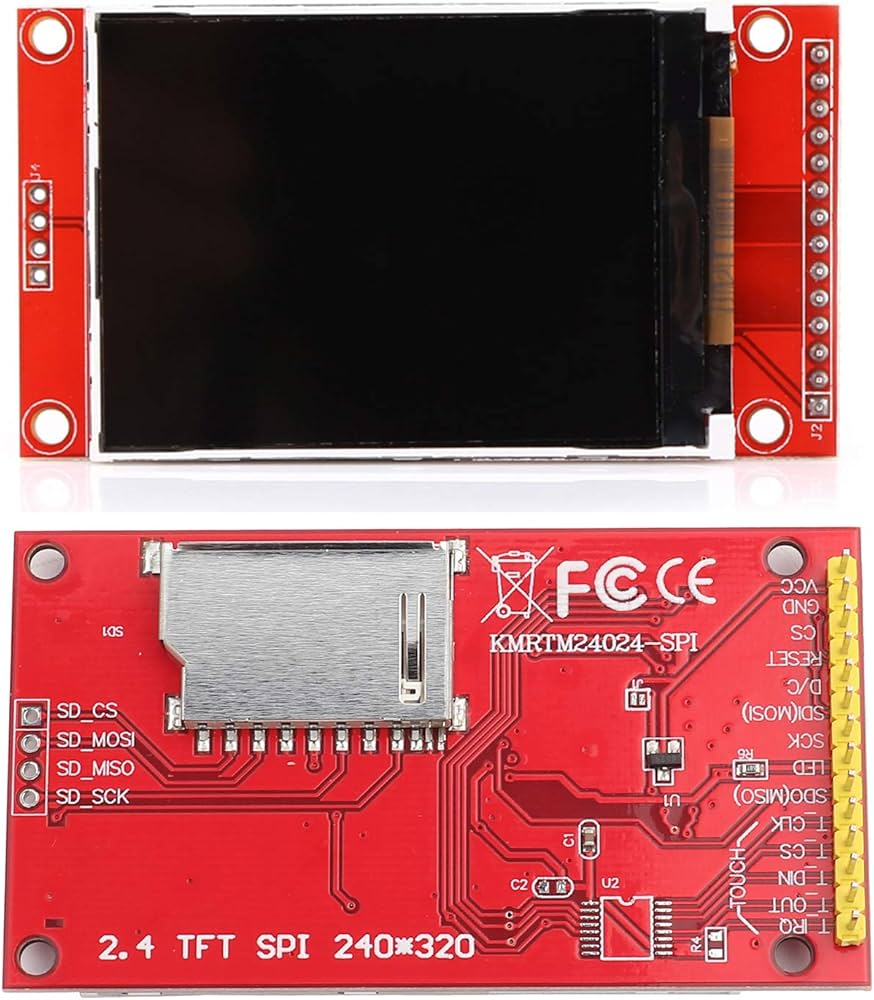 J4
J2
FC CE
KMRTM24024-SPI
SD1
VCC
GND
CS
RESET
D/C
SDI(MOSI)
SCK
LED
SDO(MISO)
T_CLK
T_CS
T_DIN
T_OUT
T_IRQ
TOUCH
J1
R6
U1
SD_CS
SD_MOSI
SD_MISO
SD_SCK
C1
C2
U2
R4
2.4 TFT SPI 240*320